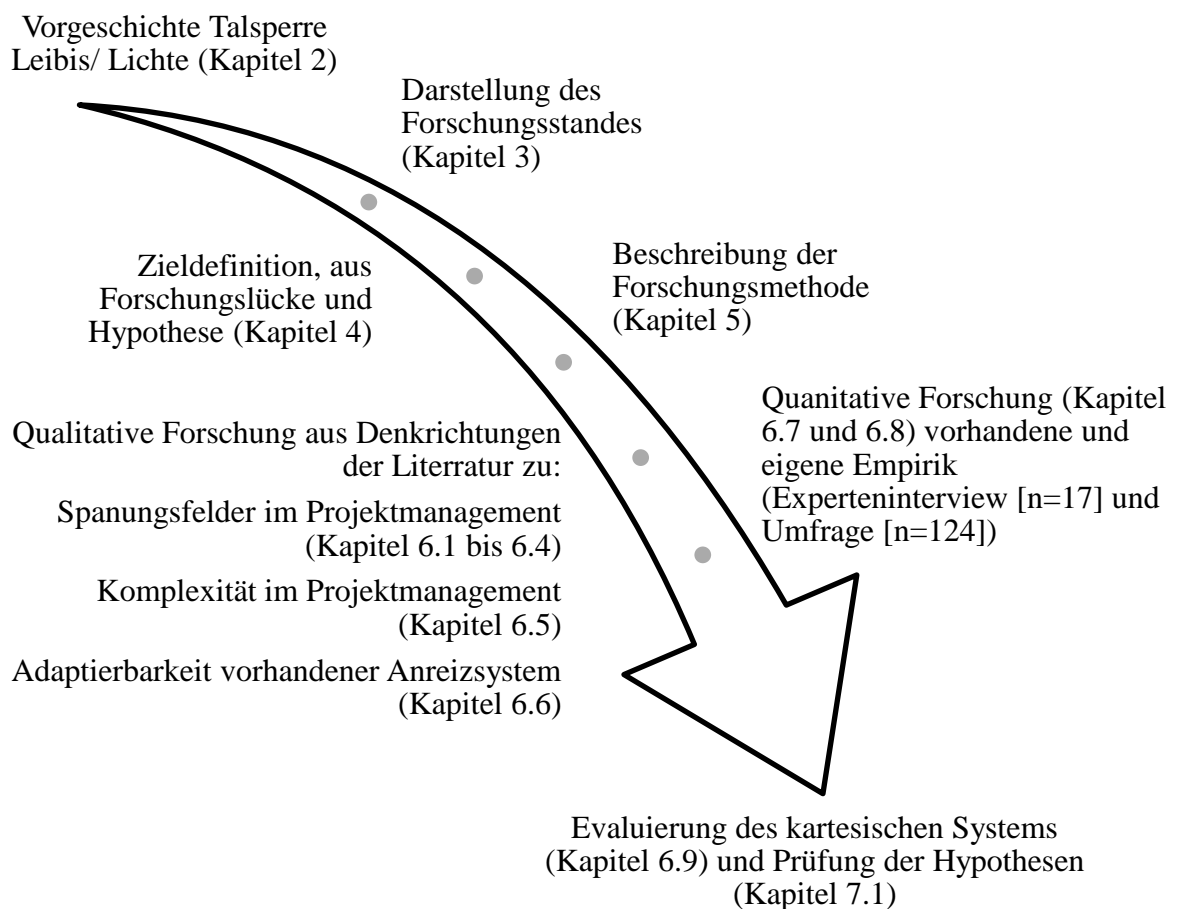 Vorgeschichte Talsperre
Leibis/ Lichte (Kapitel 2)
Darstellung des
Forschungsstandes
(Kapitel 3)
Zieldefinition, aus
Forschungslücke und
Hypothese (Kapitel 4)
Beschreibung der
Forschungsmethode
(Kapitel 5)
Qualitative Forschung aus Denkrichtungen
der Literratur zu:
Spanungsfelder im Projektmanagement
(Kapitel 6.1 bis 6.4)
Komplexität im Projektmanagement
(Kapitel 6.5)
Adaptierbarkeit vorhandener Anreizsystem
(Kapitel 6.6)
Quanitative Forschung (Kapitel
6.7 und 6.8) vorhandene und
eigene Empirik
(Experteninterview [n=17] und
Umfrage [n=124])
Evaluierung des kartesischen Systems
(Kapitel 6.9) und Prüfung der Hypothesen
(Kapitel 7.1)